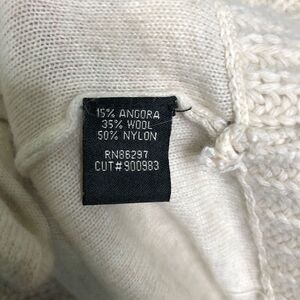 15% ANGORA
35% WOOL
50% NYLON
RN86297
CUT#900983